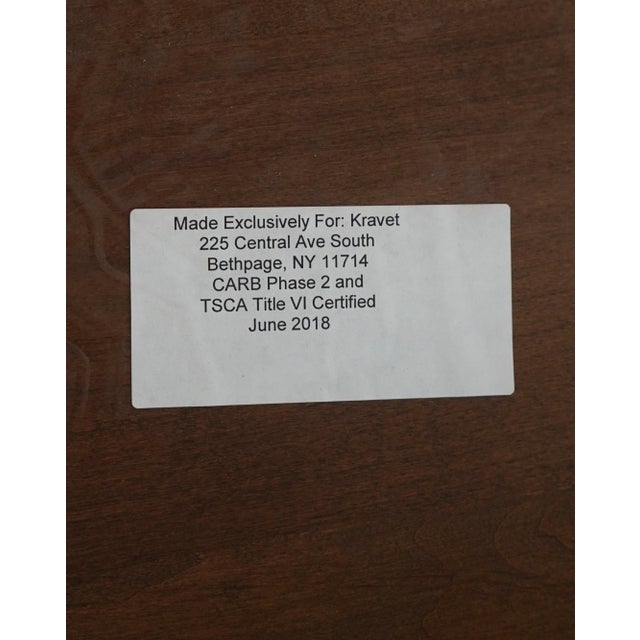 Made Exclusively For: Kravet
225 Central Ave South
Bethpage, NY 11714
CARB Phase 2 and
TSCA Title VI Certified
June 2018